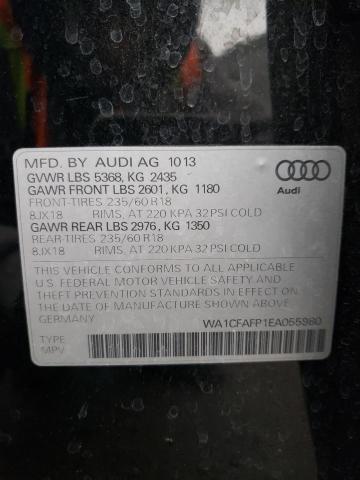 MFD. BY AUDI AG 10 13
GVWR LBS 5368, KG 2435
GAWR FRONT LBS 2601, KG 1180
FRONT-TIRES 235/60 R18
8JX18 RIMS, AT 220 KPA 32 PSI COLD
GAWR REAR LBS 2976, KG 1350
REAR-TIRES 235/60 R18
8JX18 RIMS, AT 220 KPA 32 PSI COLD
THIS VEHICLE CONFORMS TO ALL APPLICABLE
U.S. FEDERAL MOTOR VEHICLE SAFETY AND
THEFT PREVENTION STANDARDS IN EFFECT ON
THE DATE OF MANUFACTURE SHOWN ABOVE
GERMANY
WA1CFAFP1EA055980
TYPE:
MPV
Audi